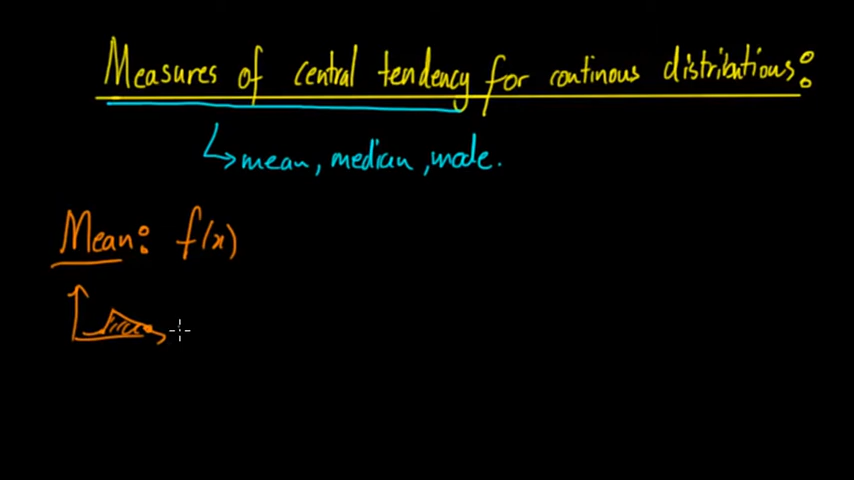 Measures of central tendency for continous distributions:
mean, median, mode.
Mean: f(x)